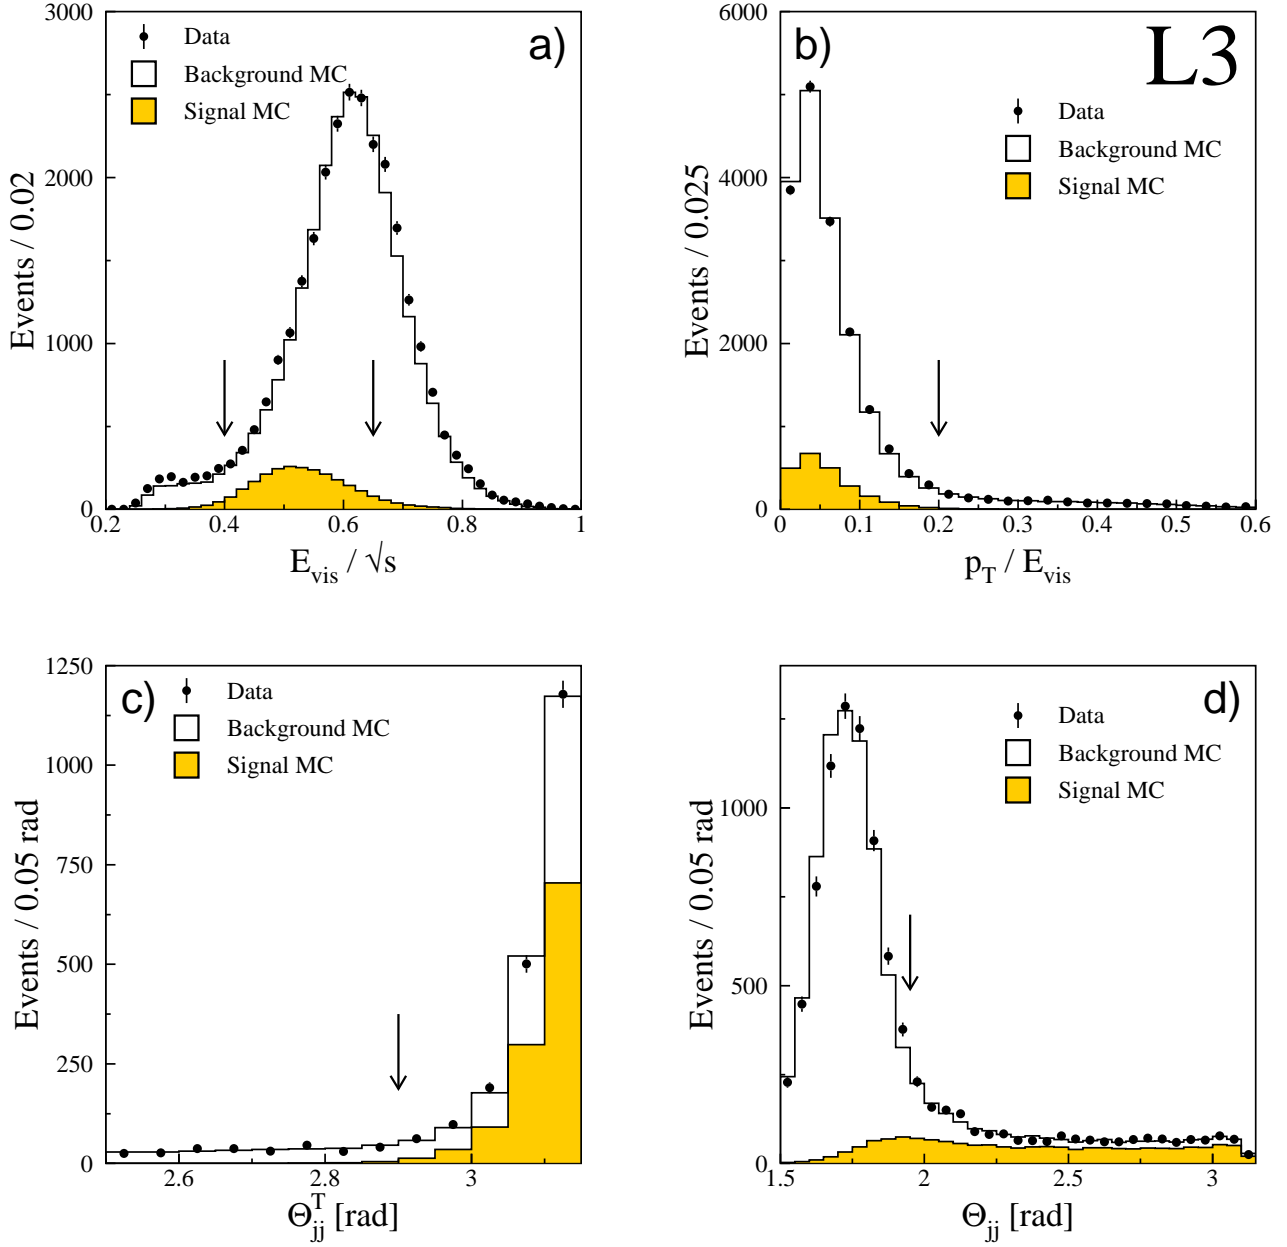 a)
Data
Background MC
Signal MC
Events / 0.02
3000
2000
1000
0
0.2 0.4 0.6 0.8 1
E_vis / √s
b)
L3
Data
Background MC
Signal MC
Events / 0.025
6000
4000
2000
0
0 0.1 0.2 0.3 0.4 0.5 0.6
p_T / E_vis
c)
Data
Background MC
Signal MC
Events / 0.05 rad
1250
1000
750
500
250
0
2.6 2.8 3
Θ_jj^T [rad]
d)
Data
Background MC
Signal MC
Events / 0.05 rad
1000
500
0
1.5 2 2.5 3
Θ_jj [rad]